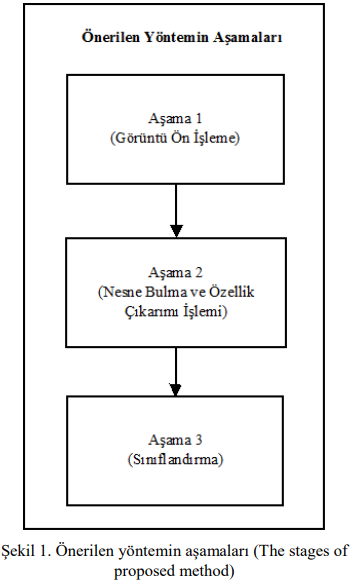 Önerilen Yöntemin Aşamaları
Aşama 1
(Görüntü Ön İşleme)
Aşama 2
(Nesne Bulma ve Özellik
Çıkarımı İşlemi)
Aşama 3
(Sınıflandırma)
Şekil 1. Önerilen yöntemin aşamaları (The stages of
proposed method)